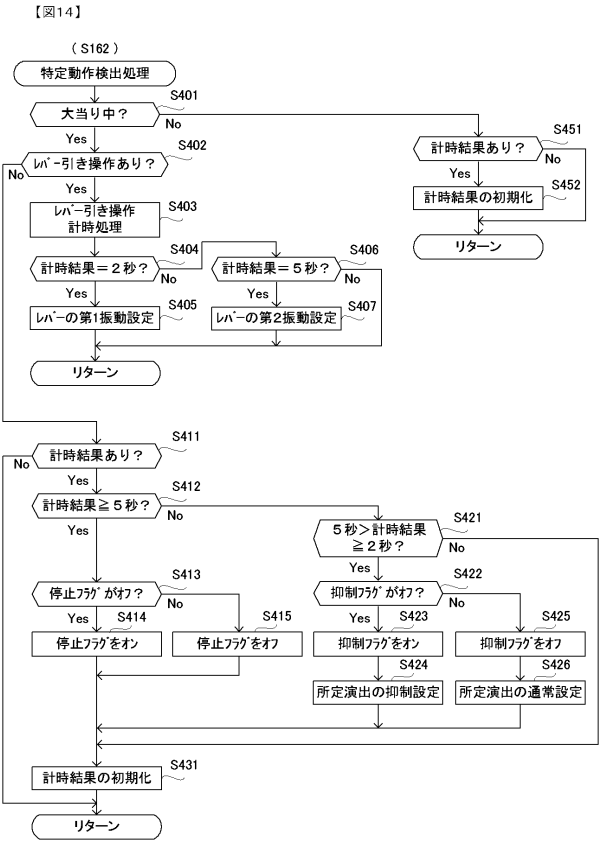 【図１４】
（S162）
特定動作検出処理
大当り中？
S401
Yes
No
ﾚﾊﾞｰ引き操作あり？
S402
No
Yes
ﾚﾊﾞｰ引き操作
計時処理
S403
計時結果＝２秒？
S404
No
Yes
ﾚﾊﾞｰの第1振動設定
S405
計時結果＝５秒？
S406
No
Yes
ﾚﾊﾞｰの第2振動設定
S407
リターン
計時結果あり？
S451
No
Yes
計時結果の初期化
S452
リターン
計時結果あり？
S411
No
Yes
計時結果≧５秒？
S412
No
Yes
停止ﾌﾗｸﾞがｵﾌ？
S413
No
Yes
停止ﾌﾗｸﾞをｵﾝ
S414
停止ﾌﾗｸﾞをｵﾌ
S415
５秒＞計時結果
≧２秒？
S421
No
Yes
抑制ﾌﾗｸﾞがｵﾌ？
S422
No
Yes
抑制ﾌﾗｸﾞをｵﾝ
S423
所定演出の抑制設定
S424
抑制ﾌﾗｸﾞをｵﾌ
S425
所定演出の通常設定
S426
計時結果の初期化
S431
リターン